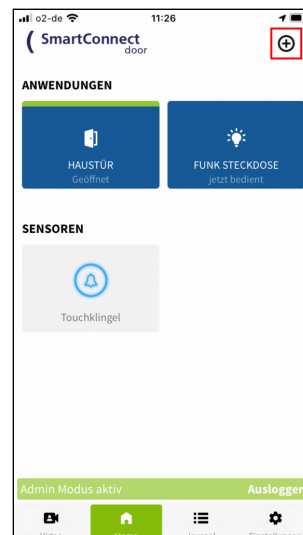 o2-de 11:26
SmartConnect
door
ANWENDUNGEN
HAUSTÜR FUNK STECKDOSE
Geöffnet jetzt bedient
SENSOREN
Touchklingel
Admin Modus aktiv Ausloggen